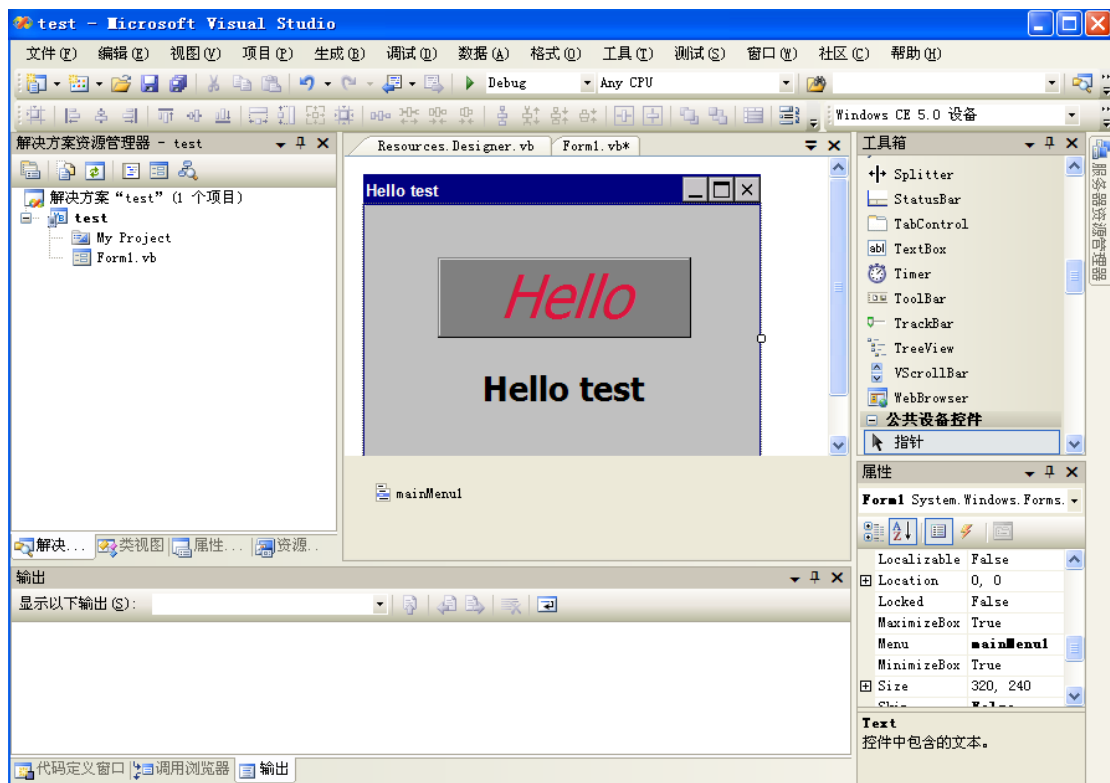 test - Microsoft Visual Studio
文件(F) 编辑(E) 视图(V) 项目(P) 生成(B) 调试(D) 数据(A) 格式(O) 工具(T) 测试(S) 窗口(W) 社区(C) 帮助(H)
Debug Any CPU
Windows CE 5.0 设备
解决方案资源管理器 - test
解决方案“test”(1 个项目)
test
My Project
Form1.vb
解决... 类视图 属性... 资源..
Resources.Designer.vb Form1.vb*
Hello test
Hello
Hello test
mainMenu1
工具箱
Splitter
StatusBar
TabControl
abl TextBox
Timer
ToolBar
TrackBar
TreeView
VScrollBar
WebBrowser
公共设备控件
指针
服务器资源管理器
属性
Form1 System.Windows.Forms.
Localizable False
Location 0, 0
Locked False
MaximizeBox True
Menu mainMenu1
MinimizeBox True
Size 320, 240
Text
控件中包含的文本。
输出
显示以下输出(S):
代码定义窗口 调用浏览器 输出